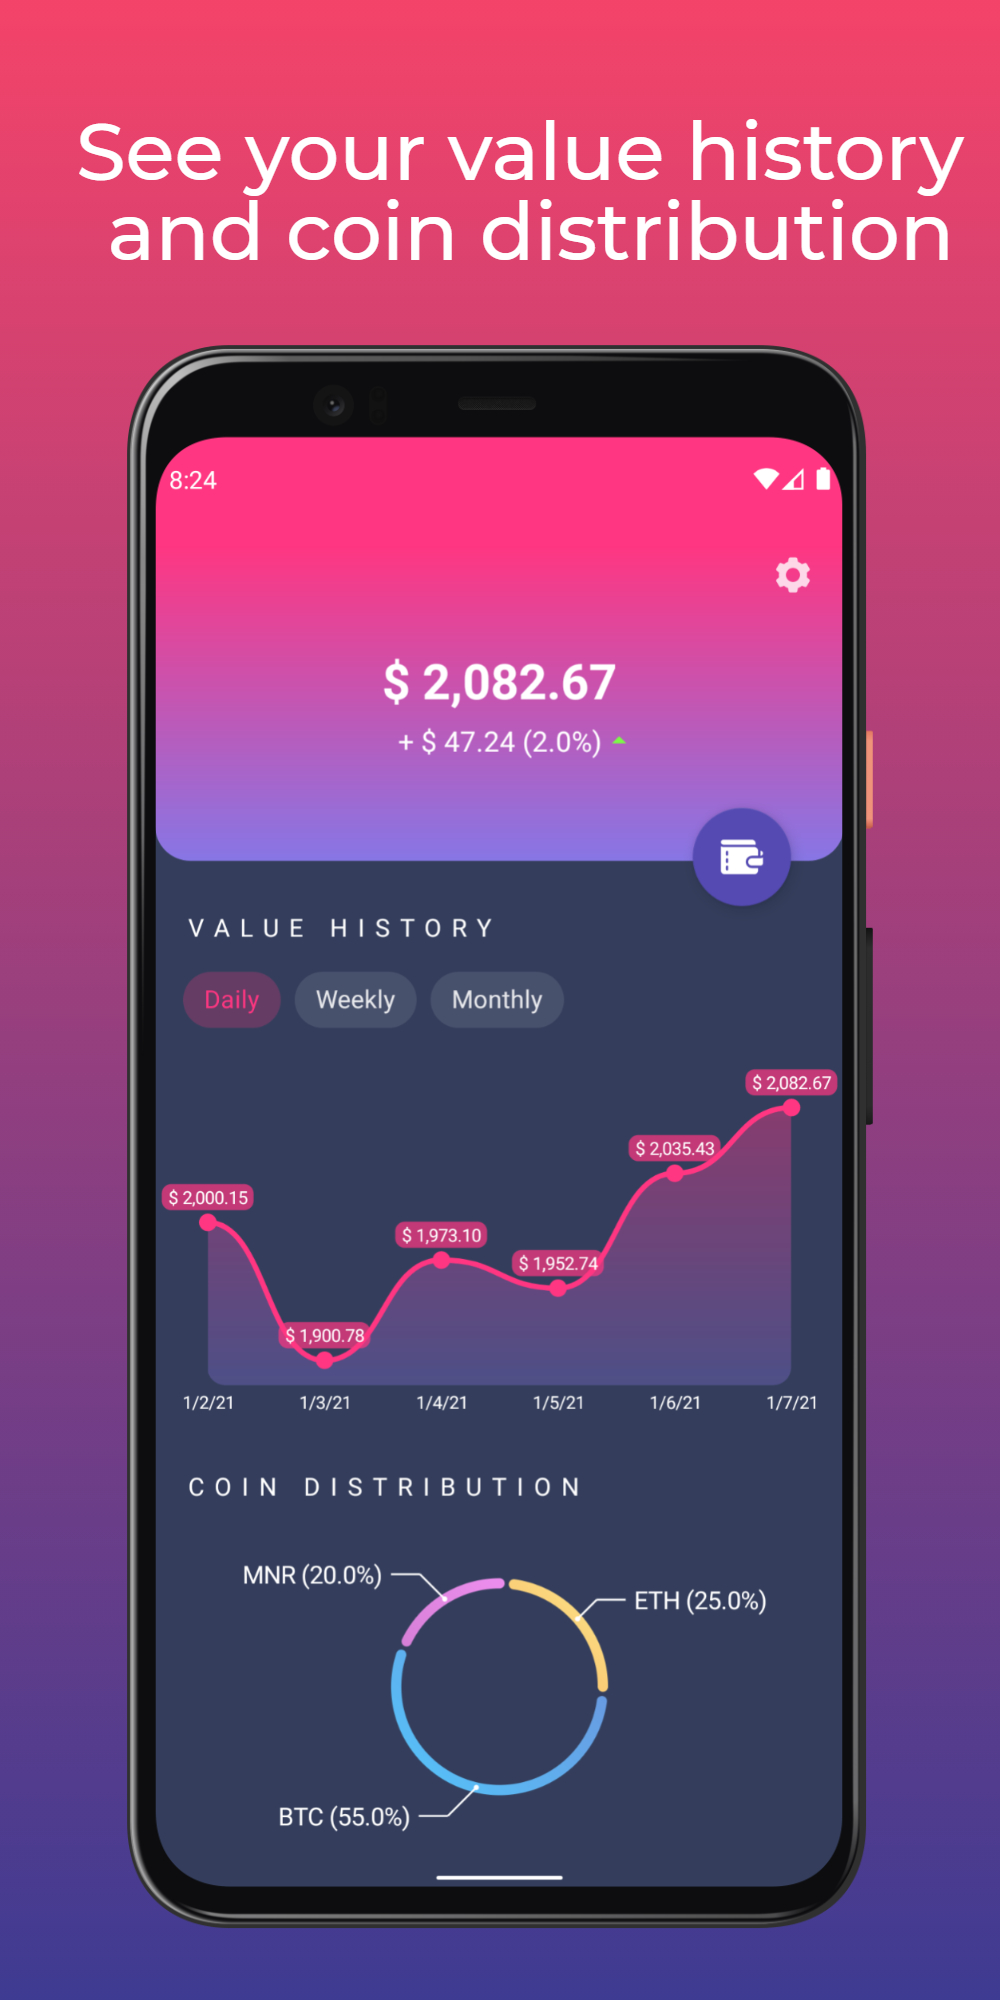 See your value history
and coin distribution
8:24
$ 2,082.67
+ $ 47.24 (2.0%)
VALUE HISTORY
Daily Weekly Monthly
$ 2,082.67
$ 2,035.43
$ 2,000.15
$ 1,973.10
$ 1,952.74
$ 1,900.78
1/2/21 1/3/21 1/4/21 1/5/21 1/6/21 1/7/21
COIN DISTRIBUTION
MNR (20.0%)
ETH (25.0%)
BTC (55.0%)